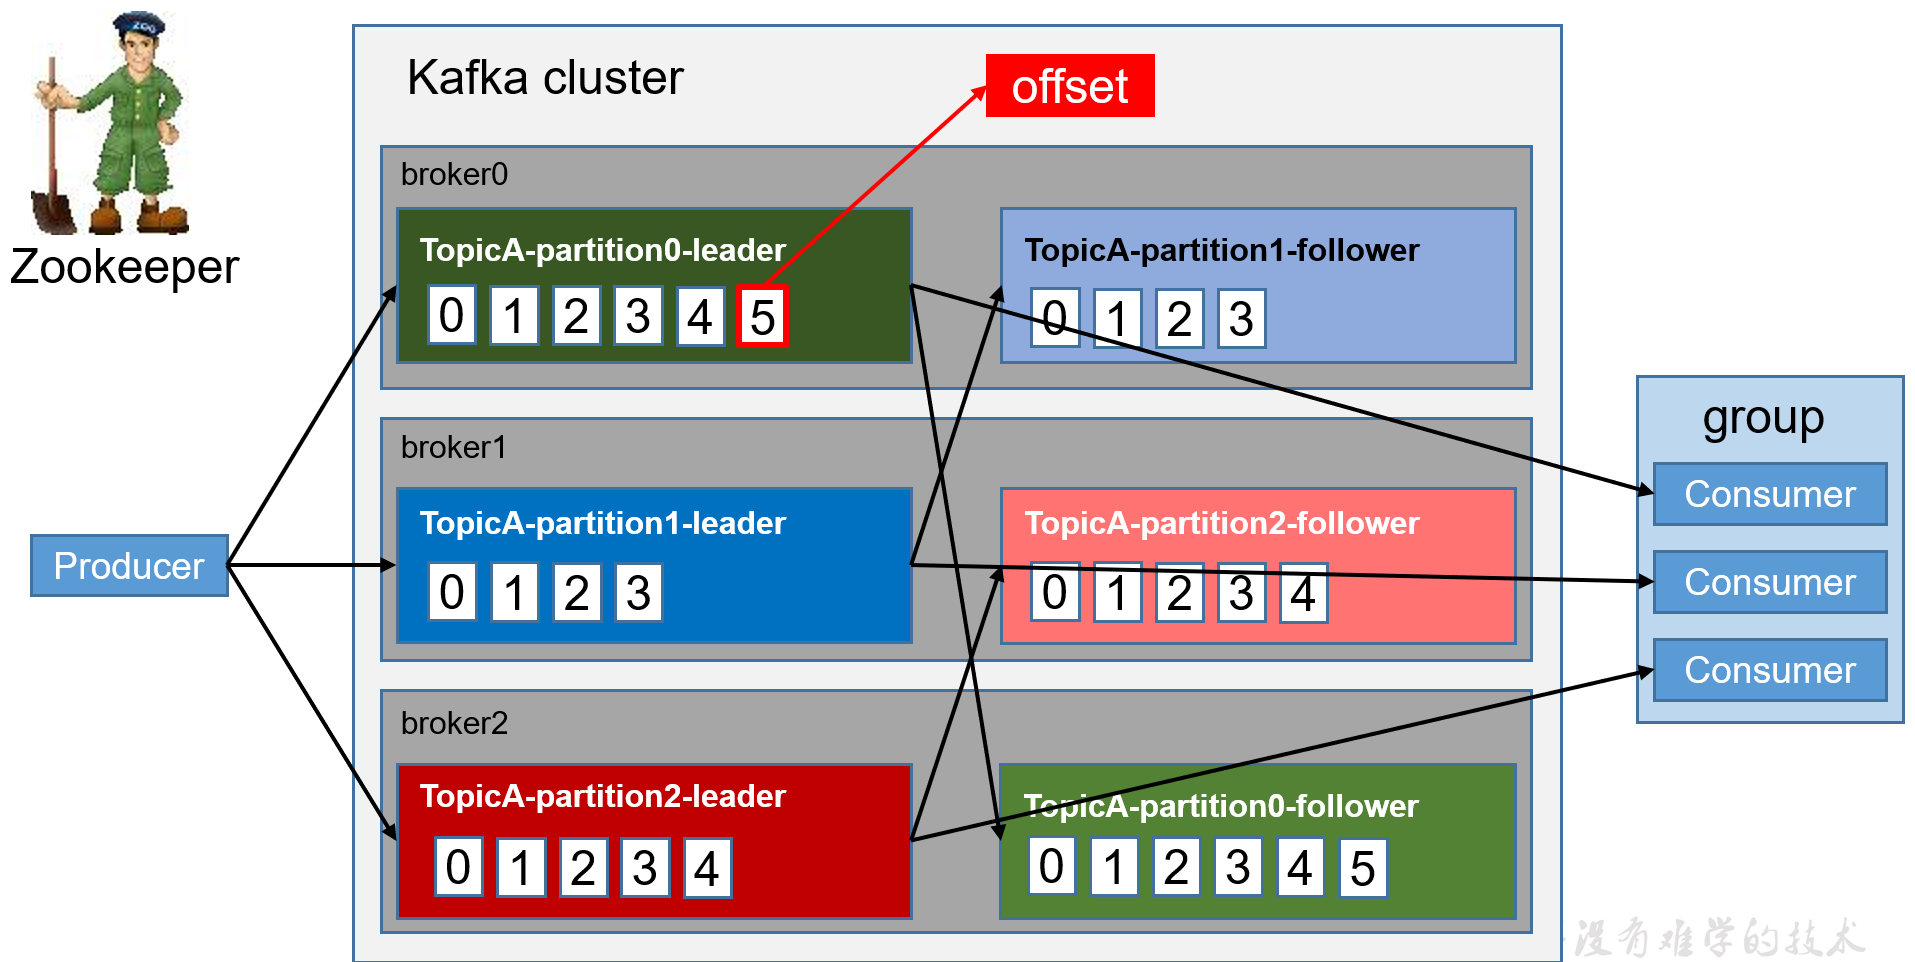 ZOO
Zookeeper
Kafka cluster
offset
broker0
TopicA-partition0-leader
0 1 2 3 4 5
TopicA-partition1-follower
0 1 2 3
broker1
TopicA-partition1-leader
0 1 2 3
TopicA-partition2-follower
0 1 2 3 4
broker2
TopicA-partition2-leader
0 1 2 3 4
TopicA-partition0-follower
0 1 2 3 4 5
Producer
group
Consumer
Consumer
Consumer
没有难学的技术